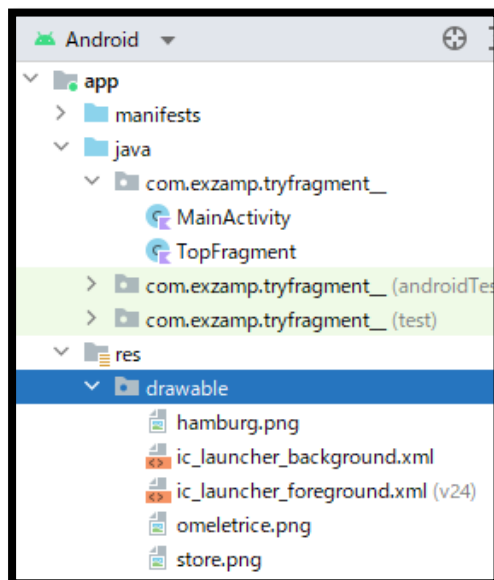 Android
app
manifests
java
com.exzamp.tryfragment__
MainActivity
TopFragment
com.exzamp.tryfragment__ (androidTes
com.exzamp.tryfragment__ (test)
res
drawable
hamburg.png
ic_launcher_background.xml
ic_launcher_foreground.xml (v24)
omeletrice.png
store.png